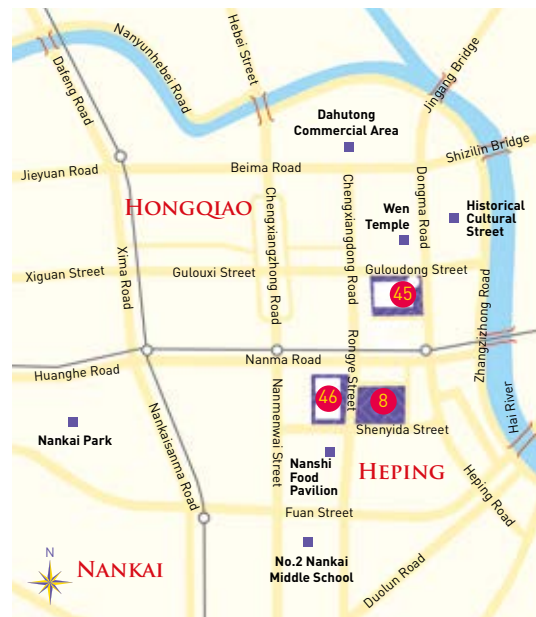 Nanyunhebei Road
Hebei Street
Jingang Bridge
Dafeng Road
Dahutong
Commercial Area
Shizilin Bridge
Jieyuan Road
Beima Road
HONGQIAO
Chengxiangzhong Road
Chengxiangdong Road
Dongma Road
Wen
Temple
Historical
Cultural
Street
Xima Road
Xiguan Street
Gulouxi Street
Guloudong Street
45
Zhangzizhong Road
Rongye Street
Nanma Road
Huanghe Road
46
8
Hai River
Nankai Park
Nankaisanma Road
Nanmenwai Street
Shenyida Street
Nanshi
Food
Pavilion
HEPING
Heping Road
Fuan Street
N
NANKAI
No.2 Nankai
Middle School
Duolun Road